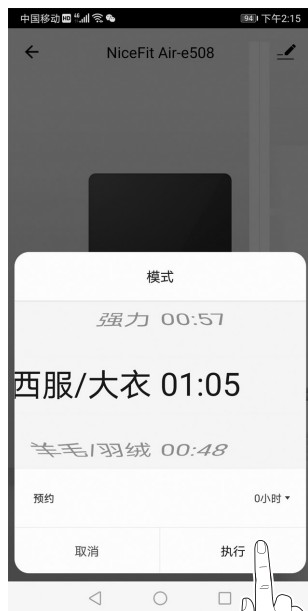 中国移动 HD 4G 94 下午2:15
NiceFit Air-e508
模式
强力 00:57
西服/大衣 01:05
羊毛/羽绒 00:48
预约 0小时
取消 执行